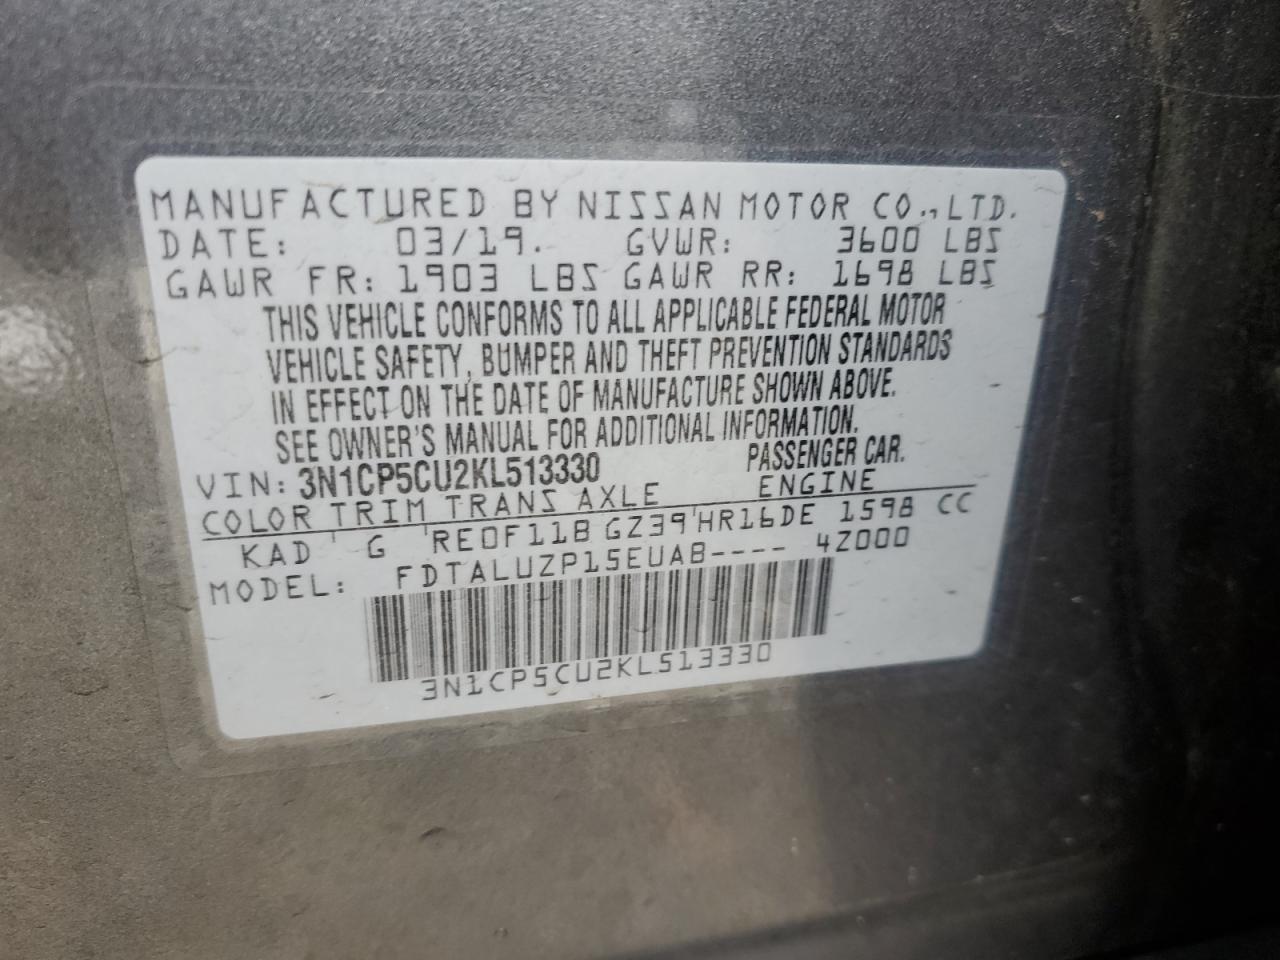 MANUFACTURED BY NISSAN MOTOR CO., LTD.
DATE: 03/19. GVWR: 3600 LBS
GAWR FR: 1903 LBS GAWR RR: 1698 LBS
THIS VEHICLE CONFORMS TO ALL APPLICABLE FEDERAL MOTOR
VEHICLE SAFETY, BUMPER AND THEFT PREVENTION STANDARDS
IN EFFECT ON THE DATE OF MANUFACTURE SHOWN ABOVE.
SEE OWNER'S MANUAL FOR ADDITIONAL INFORMATION.
VIN: 3N1CP5CU2KL513330 PASSENGER CAR.
COLOR TRIM TRANS AXLE ENGINE
KAD G RE0F11B GZ39 HR16DE 1598 CC
MODEL: FDTALUZP15EUAB---- 4Z000
3N1CP5CU2KL513330